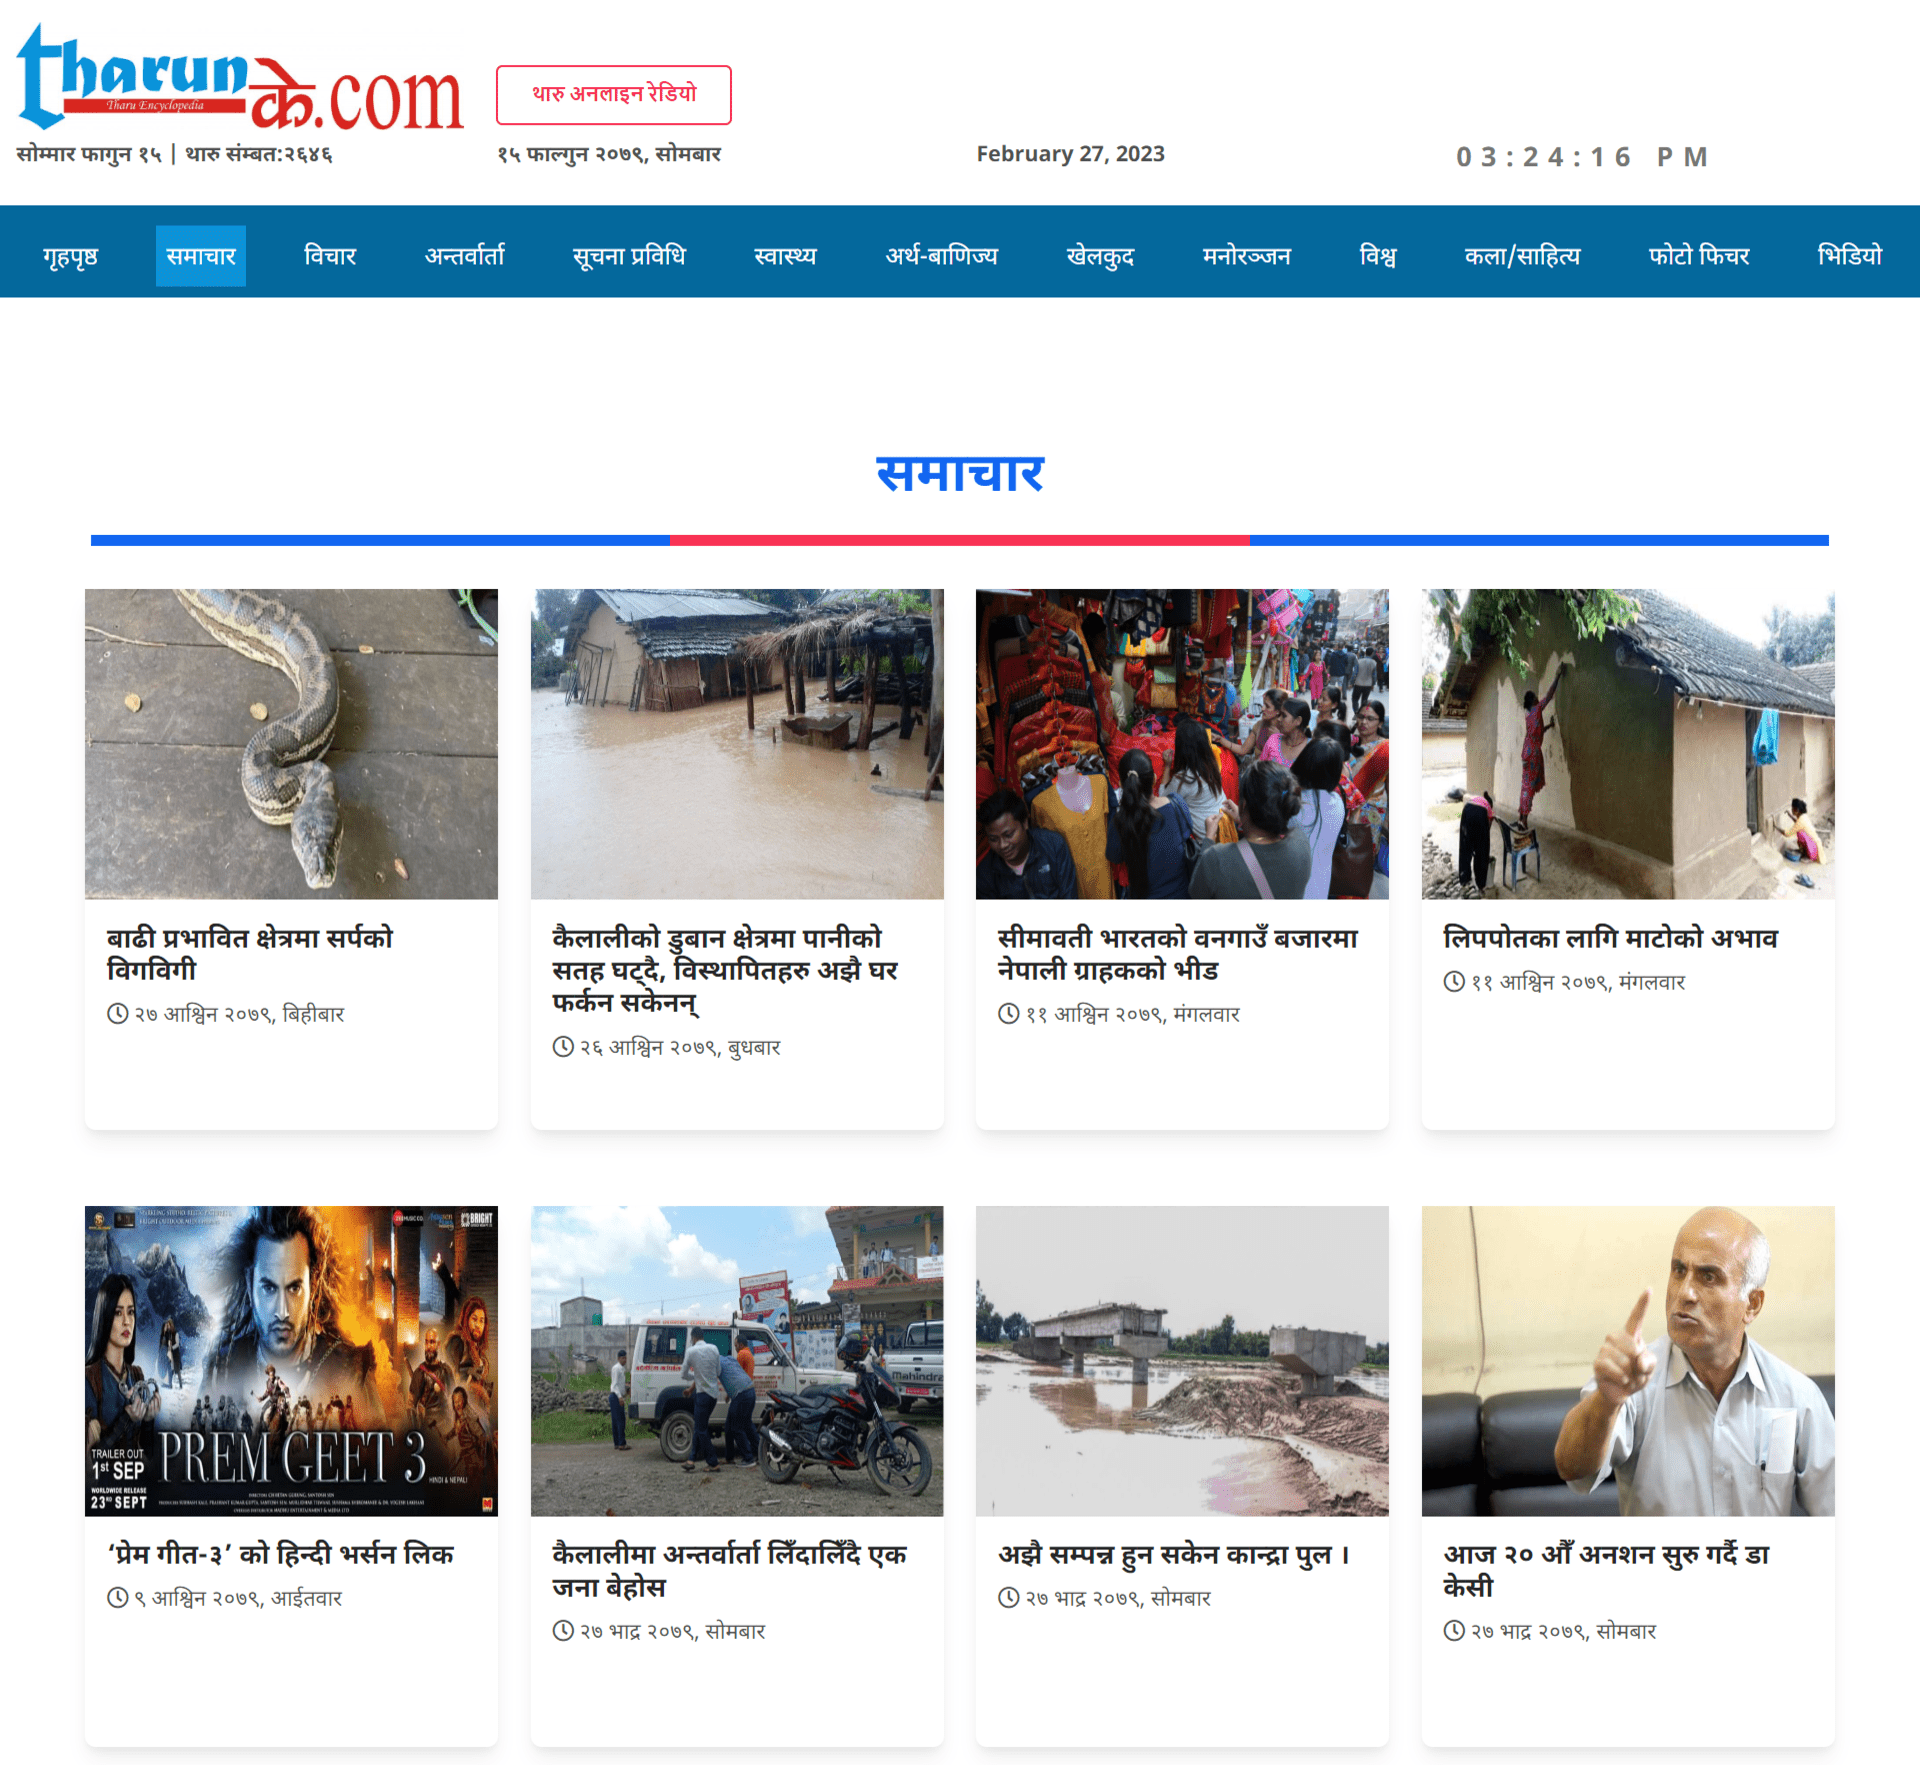 tharunके.com
Tharu Encyclopedia
थारु अनलाइन रेडियो
सोम्मार फागुन १५ | थारु संम्बत:२६४६
१५ फाल्गुन २०७९, सोमबार
February 27, 2023
03:24:16 PM
गृहपृष्ठ
समाचार
विचार
अन्तर्वार्ता
सूचना प्रविधि
स्वास्थ्य
अर्थ-बाणिज्य
खेलकुद
मनोरञ्जन
विश्व
कला/साहित्य
फोटो फिचर
भिडियो
समाचार
बाढी प्रभावित क्षेत्रमा सर्पको
विगविगी
२७ आश्विन २०७९, बिहीबार
कैलालीको डुबान क्षेत्रमा पानीको
सतह घट्दै, विस्थापितहरु अझै घर
फर्कन सकेनन्
२६ आश्विन २०७९, बुधबार
सीमावती भारतको वनगाउँ बजारमा
नेपाली ग्राहकको भीड
११ आश्विन २०७९, मंगलवार
लिपपोतका लागि माटोको अभाव
११ आश्विन २०७९, मंगलवार
BRIGHT
TRAILER OUT
1st SEP
WORLDWIDE RELEASE
23RD SEPT
PREM GEET 3
HINDI & NEPALI
‘प्रेम गीत-३’ को हिन्दी भर्सन लिक
९ आश्विन २०७९, आईतवार
Mahindra
कैलालीमा अन्तर्वार्ता लिँदालिँदै एक
जना बेहोस
२७ भाद्र २०७९, सोमबार
अझै सम्पन्न हुन सकेन कान्द्रा पुल ।
२७ भाद्र २०७९, सोमबार
आज २० औँ अनशन सुरु गर्दै डा
केसी
२७ भाद्र २०७९, सोमबार